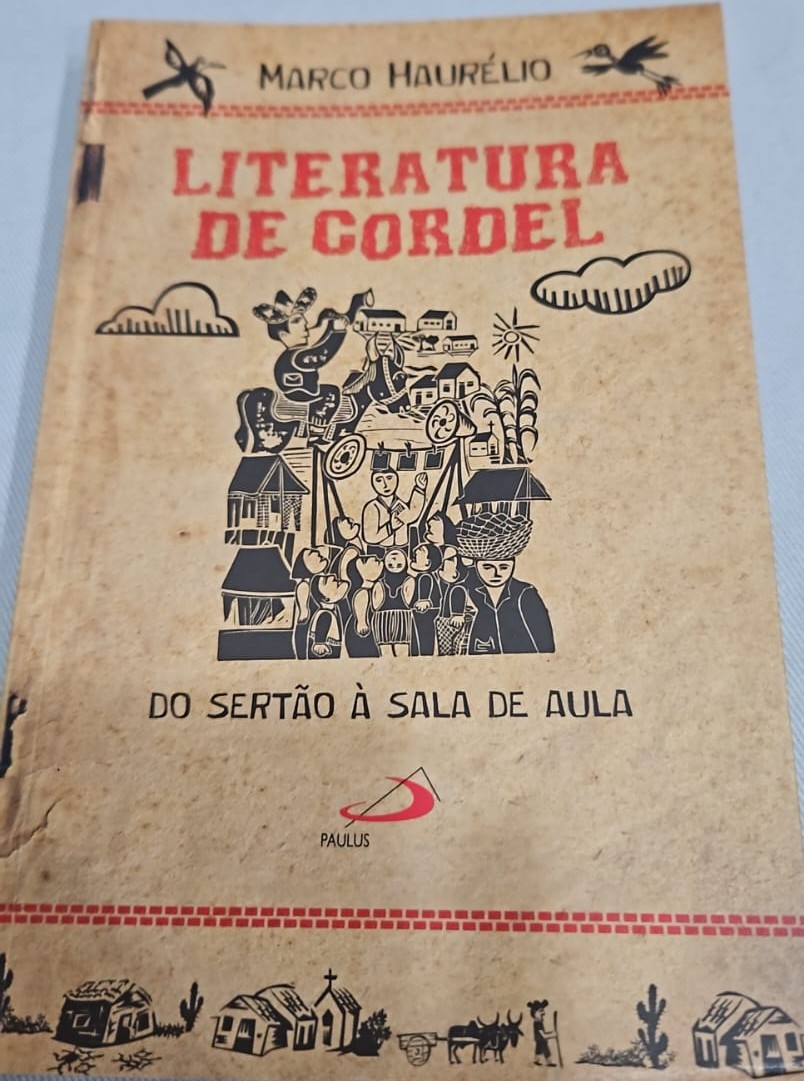 MARCO HAURÉLIO
LITERATURA
DE CORDEL
DO SERTÃO À SALA DE AULA
PAULUS